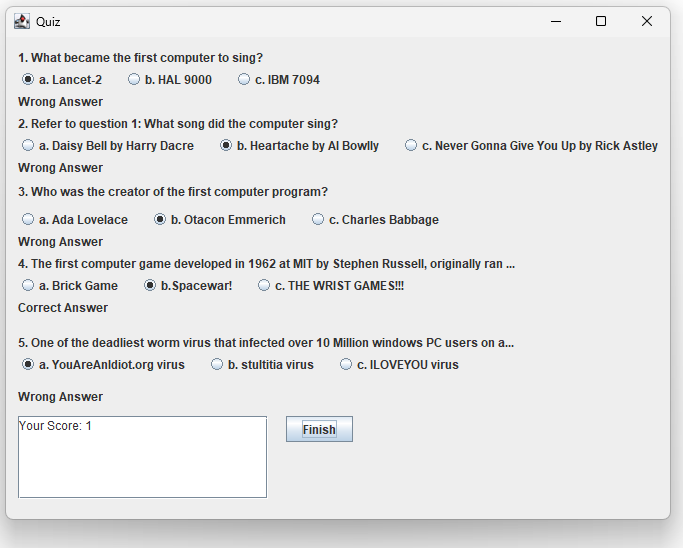 Quiz
1. What became the first computer to sing?
a. Lancet-2 b. HAL 9000 c. IBM 7094
Wrong Answer
2. Refer to question 1: What song did the computer sing?
a. Daisy Bell by Harry Dacre b. Heartache by Al Bowlly c. Never Gonna Give You Up by Rick Astley
Wrong Answer
3. Who was the creator of the first computer program?
a. Ada Lovelace b. Otacon Emmerich c. Charles Babbage
Wrong Answer
4. The first computer game developed in 1962 at MIT by Stephen Russell, originally ran ...
a. Brick Game b.Spacewar! c. THE WRIST GAMES!!!
Correct Answer
5. One of the deadliest worm virus that infected over 10 Million windows PC users on a...
a. YouAreAnIdiot.org virus b. stultitia virus c. ILOVEYOU virus
Wrong Answer
Your Score: 1
Finish